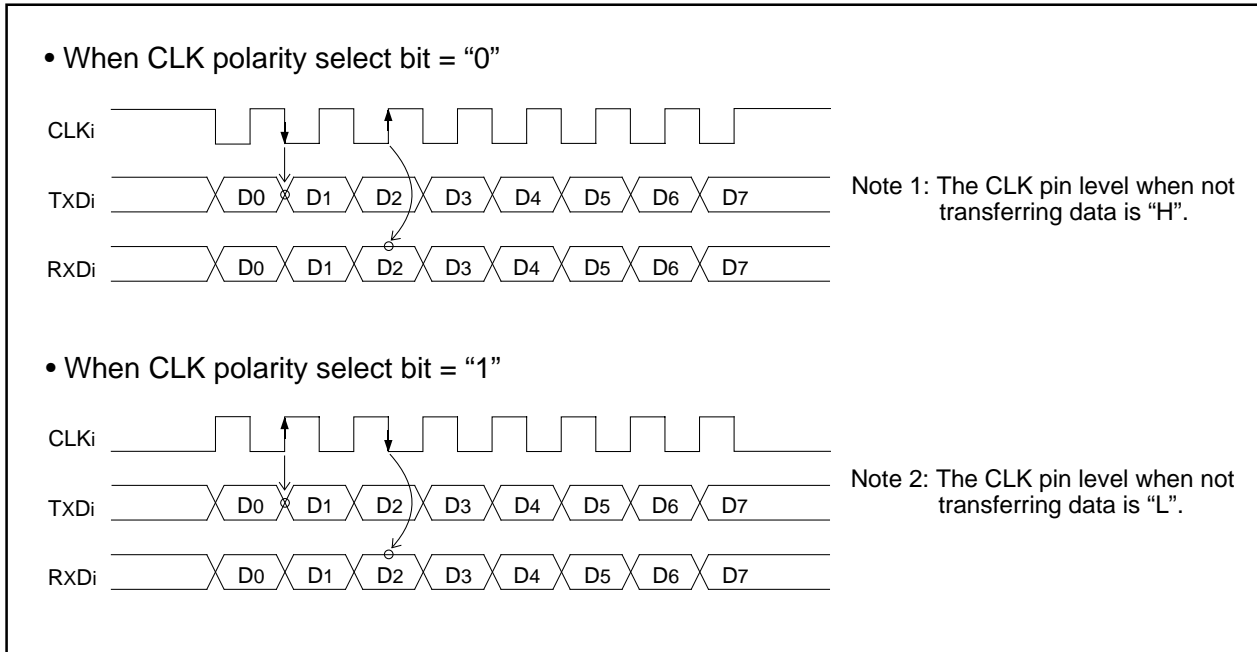 • When CLK polarity select bit = “0”
CLKi
TXDi D0 D1 D2 D3 D4 D5 D6 D7
RXDi D0 D1 D2 D3 D4 D5 D6 D7
Note 1: The CLK pin level when not
transferring data is “H”.
• When CLK polarity select bit = “1”
CLKi
TXDi D0 D1 D2 D3 D4 D5 D6 D7
RXDi D0 D1 D2 D3 D4 D5 D6 D7
Note 2: The CLK pin level when not
transferring data is “L”.